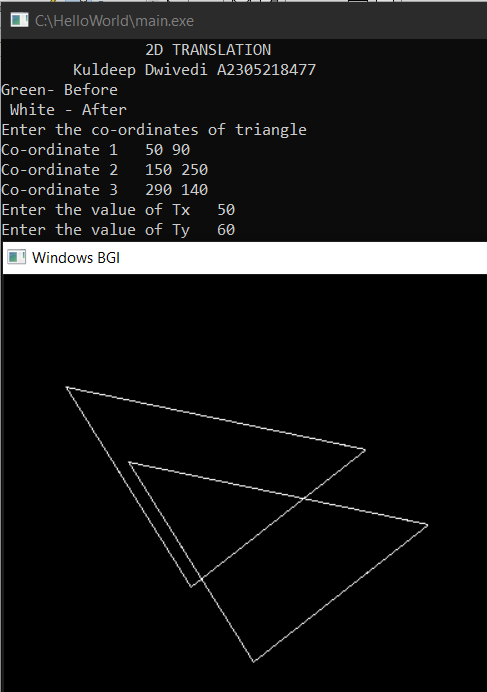 C:\HelloWorld\main.exe
2D TRANSLATION
Kuldeep Dwivedi A2305218477
Green- Before
White - After
Enter the co-ordinates of triangle
Co-ordinate 1   50 90
Co-ordinate 2   150 250
Co-ordinate 3   290 140
Enter the value of Tx   50
Enter the value of Ty   60
Windows BGI